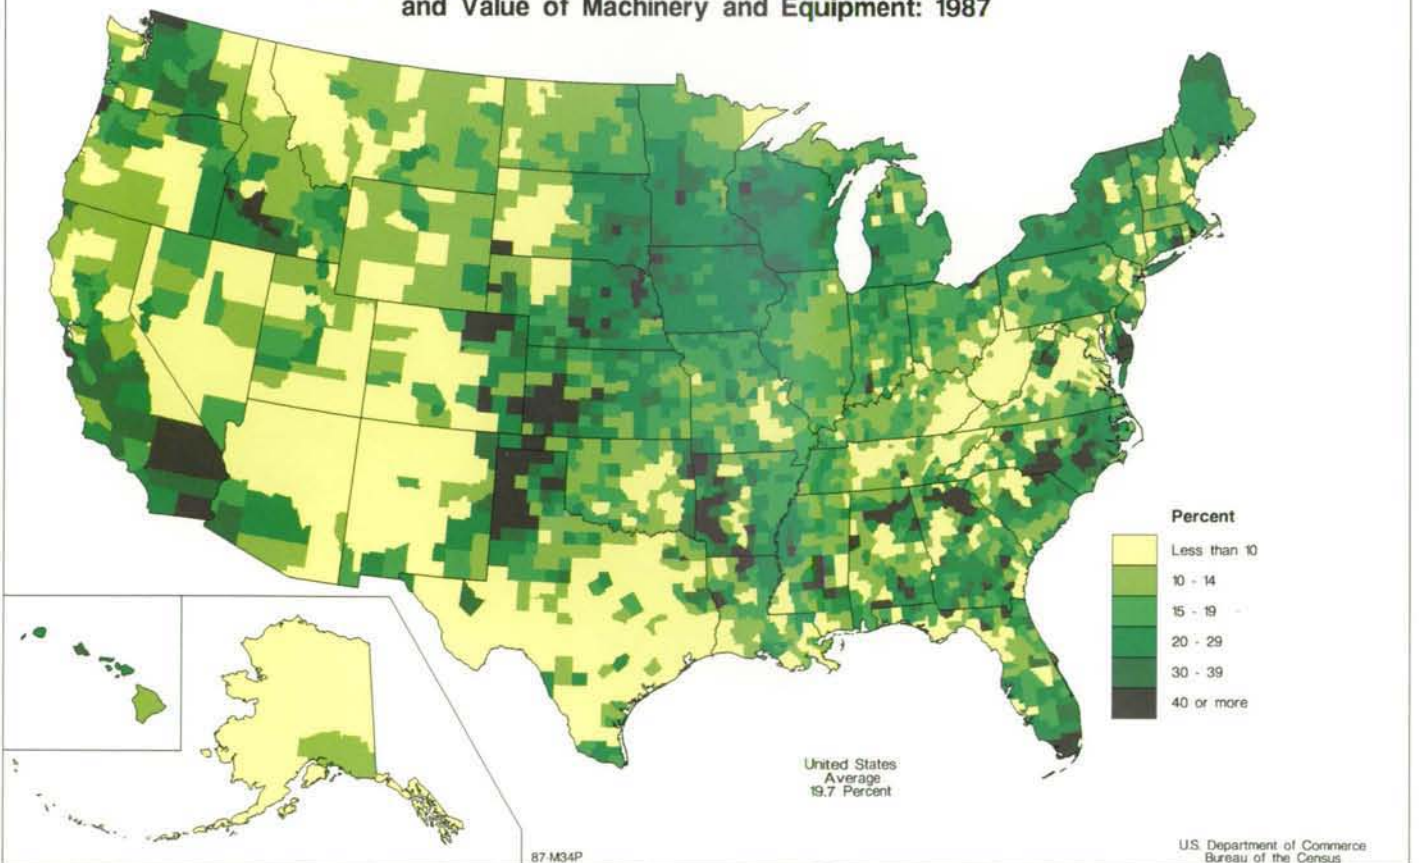 and Value of Machinery and Equipment: 1987
Percent
Less than 10
10 - 14
15 - 19
20 - 29
30 - 39
40 or more
United States
Average
19.7 Percent
87-M34P
U.S. Department of Commerce
Bureau of the Census